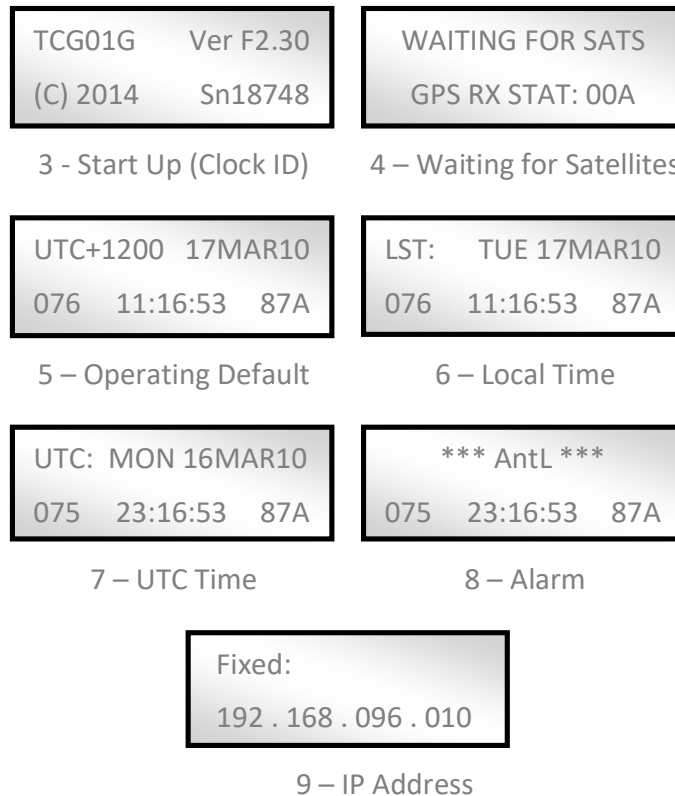 TCG01G Ver F2.30
(C) 2014 Sn18748
3 - Start Up (Clock ID)
WAITING FOR SATS
GPS RX STAT: 00A
4 – Waiting for Satellites
UTC+1200 17MAR10
076 11:16:53 87A
5 – Operating Default
LST: TUE 17MAR10
076 11:16:53 87A
6 – Local Time
UTC: MON 16MAR10
075 23:16:53 87A
7 – UTC Time
*** AntL ***
075 23:16:53 87A
8 – Alarm
Fixed:
192 . 168 . 096 . 010
9 – IP Address